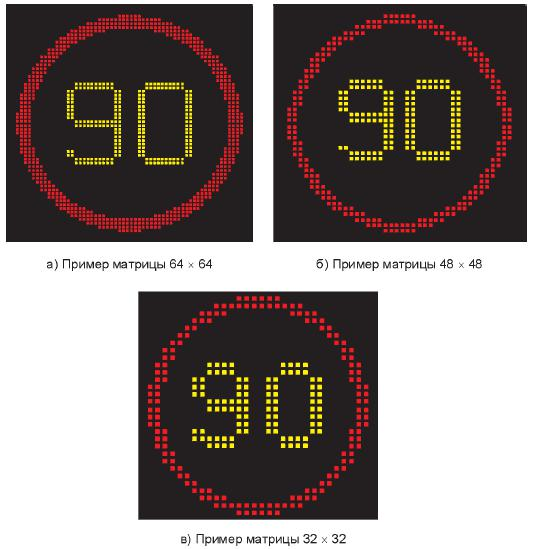 90
90
а) Пример матрицы 64 × 64
б) Пример матрицы 48 × 48
90
в) Пример матрицы 32 × 32